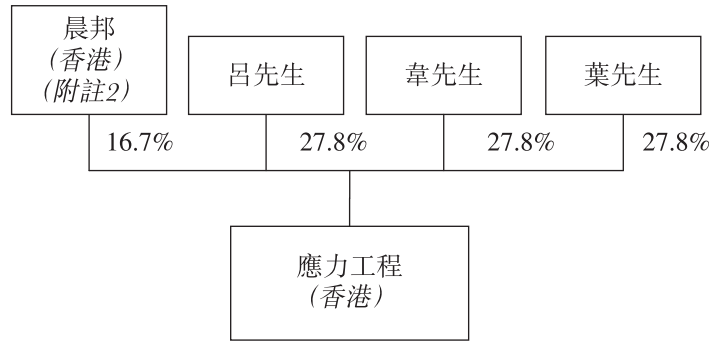 晨邦
(香港)
(附註2)
呂先生
韋先生
葉先生
16.7%
27.8%
27.8%
27.8%
應力工程
(香港)